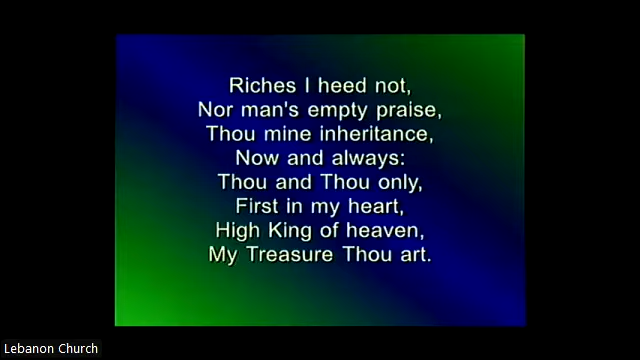 Riches I heed not,
Nor man's empty praise,
Thou mine inheritance,
Now and always:
Thou and Thou only,
First in my heart,
High King of heaven,
My Treasure Thou art.
Lebanon Church